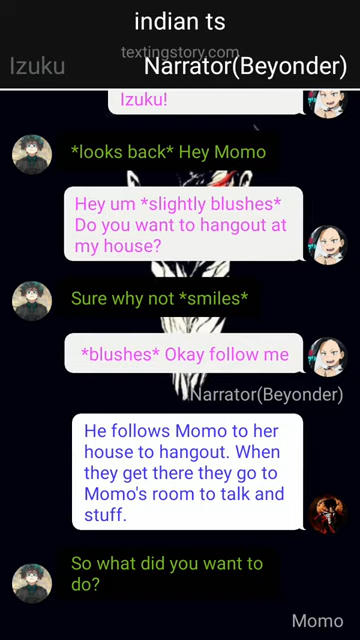 indian ts
textingstory.com
Izuku
Narrator(Beyonder)
Izuku!
*looks back* Hey Momo
Hey um *slightly blushes*
Do you want to hangout at
my house?
Sure why not *smiles*
*blushes* Okay follow me
Narrator(Beyonder)
He follows Momo to her
house to hangout. When
they get there they go to
Momo's room to talk and
stuff.
So what did you want to
do?
Momo